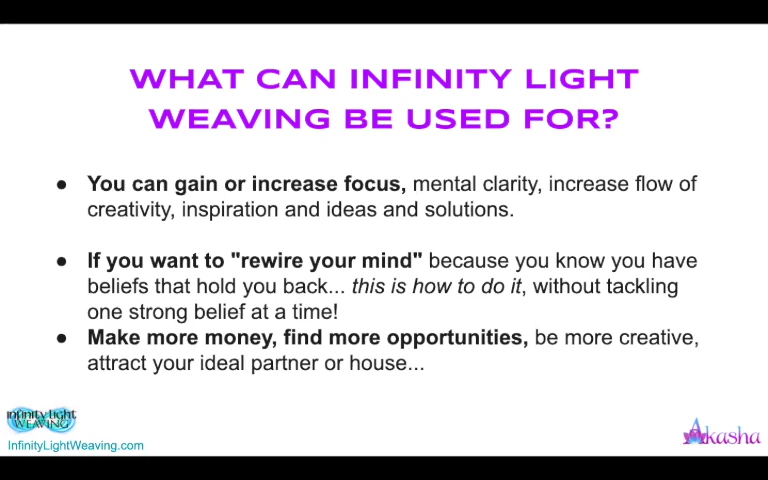 WHAT CAN INFINITY LIGHT
WEAVING BE USED FOR?
● You can gain or increase focus, mental clarity, increase flow of
creativity, inspiration and ideas and solutions.
● If you want to "rewire your mind" because you know you have
beliefs that hold you back... this is how to do it, without tackling
one strong belief at a time!
● Make more money, find more opportunities, be more creative,
attract your ideal partner or house...
infinity light
WEAVING
InfinityLightWeaving.com
Akasha